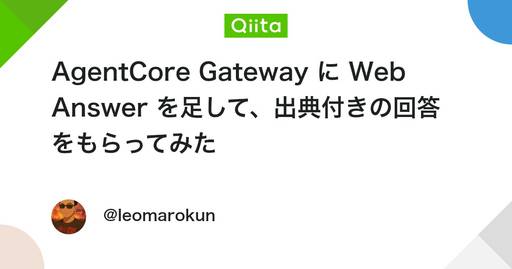 Qiita
AgentCore Gateway に Web
Answer を足して、出典付きの回答
をもらってみた
@leomarokun